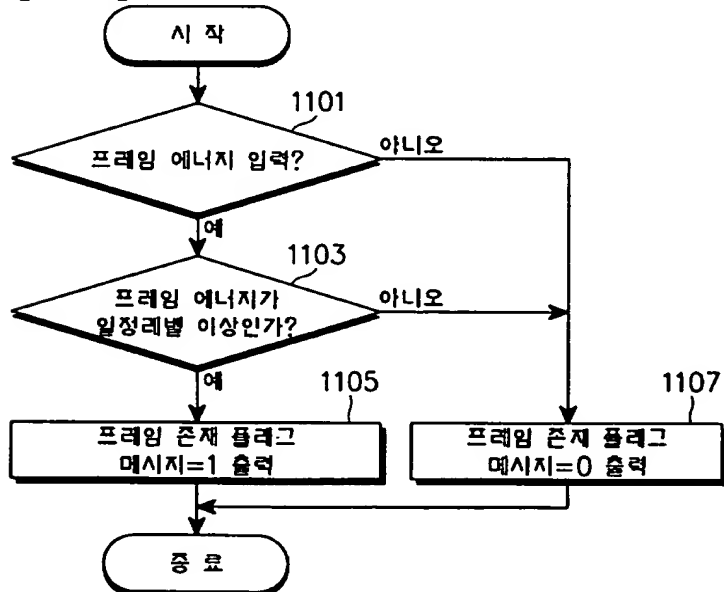 시 작
1101
프레임 에너지 입력?
아니오
예
1103
프레임 에너지가
일정레벨 이상인가?
아니오
예
1105
프레임 존재 플래그
메시지=1 출력
1107
프레임 존재 플래그
메시지=0 출력
종 료